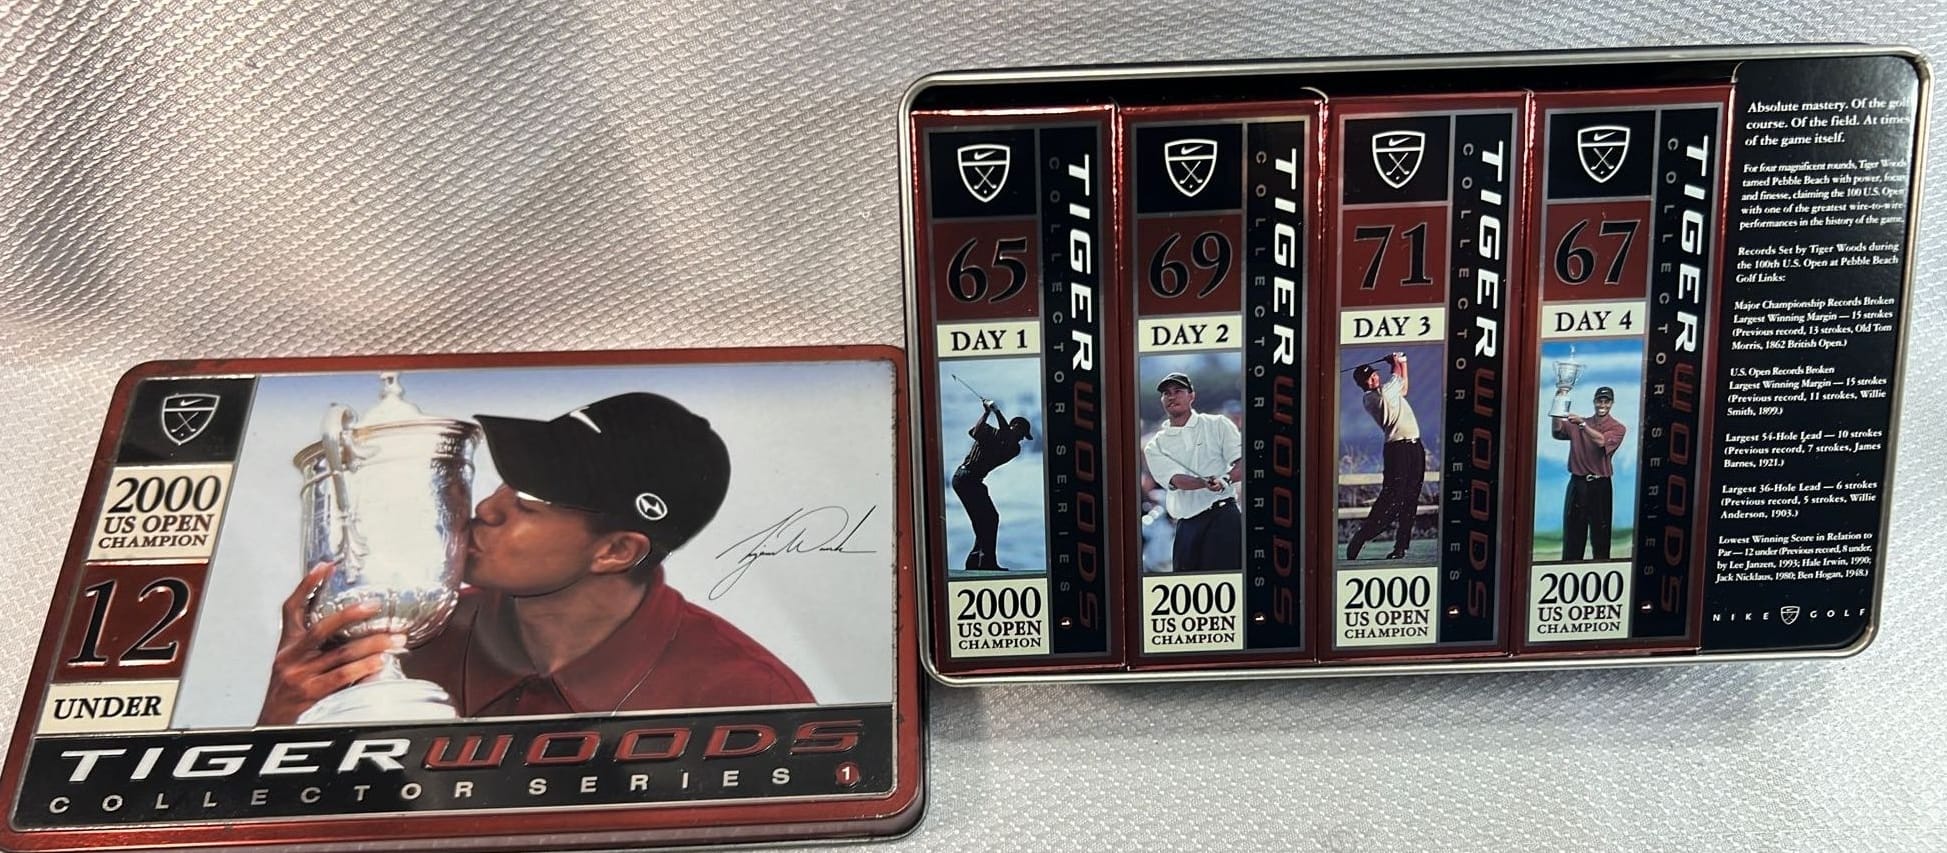 2000
US OPEN
CHAMPION
12
UNDER
TIGERWOODS
COLLECTOR SERIES 1
Tiger Woods
65
DAY 1
2000
US OPEN
CHAMPION
TIGERWOODS
COLLECTOR SERIES 1
69
DAY 2
2000
US OPEN
CHAMPION
TIGERWOODS
COLLECTOR SERIES 1
71
DAY 3
2000
US OPEN
CHAMPION
TIGERWOODS
COLLECTOR SERIES 1
67
DAY 4
2000
US OPEN
CHAMPION
TIGERWOODS
COLLECTOR SERIES 1
Absolute mastery. Of the golf
course. Of the field. At times
of the game itself.
For four magnificent rounds, Tiger Woods
tamed Pebble Beach with power, focus
and finesse, claiming the 100 U.S. Open
with one of the greatest wire-to-wire
performances in the history of the game.
Records Set by Tiger Woods during
the 100th U.S. Open at Pebble Beach
Golf Links:
Major Championship Records Broken
Largest Winning Margin — 15 strokes
(Previous record, 13 strokes, Old Tom
Morris, 1862 British Open.)
U.S. Open Records Broken
Largest Winning Margin — 15 strokes
(Previous record, 11 strokes, Willie
Smith, 1899.)
Largest 54-Hole Lead — 10 strokes
(Previous record, 7 strokes, James
Barnes, 1921.)
Largest 36-Hole Lead — 6 strokes
(Previous record, 5 strokes, Willie
Anderson, 1903.)
Lowest Winning Score in Relation to
Par — 12 under (Previous record, 8 under,
by Lee Janzen, 1993; Hale Irwin, 1990;
Jack Nicklaus, 1980; Ben Hogan, 1948.)
NIKE GOLF